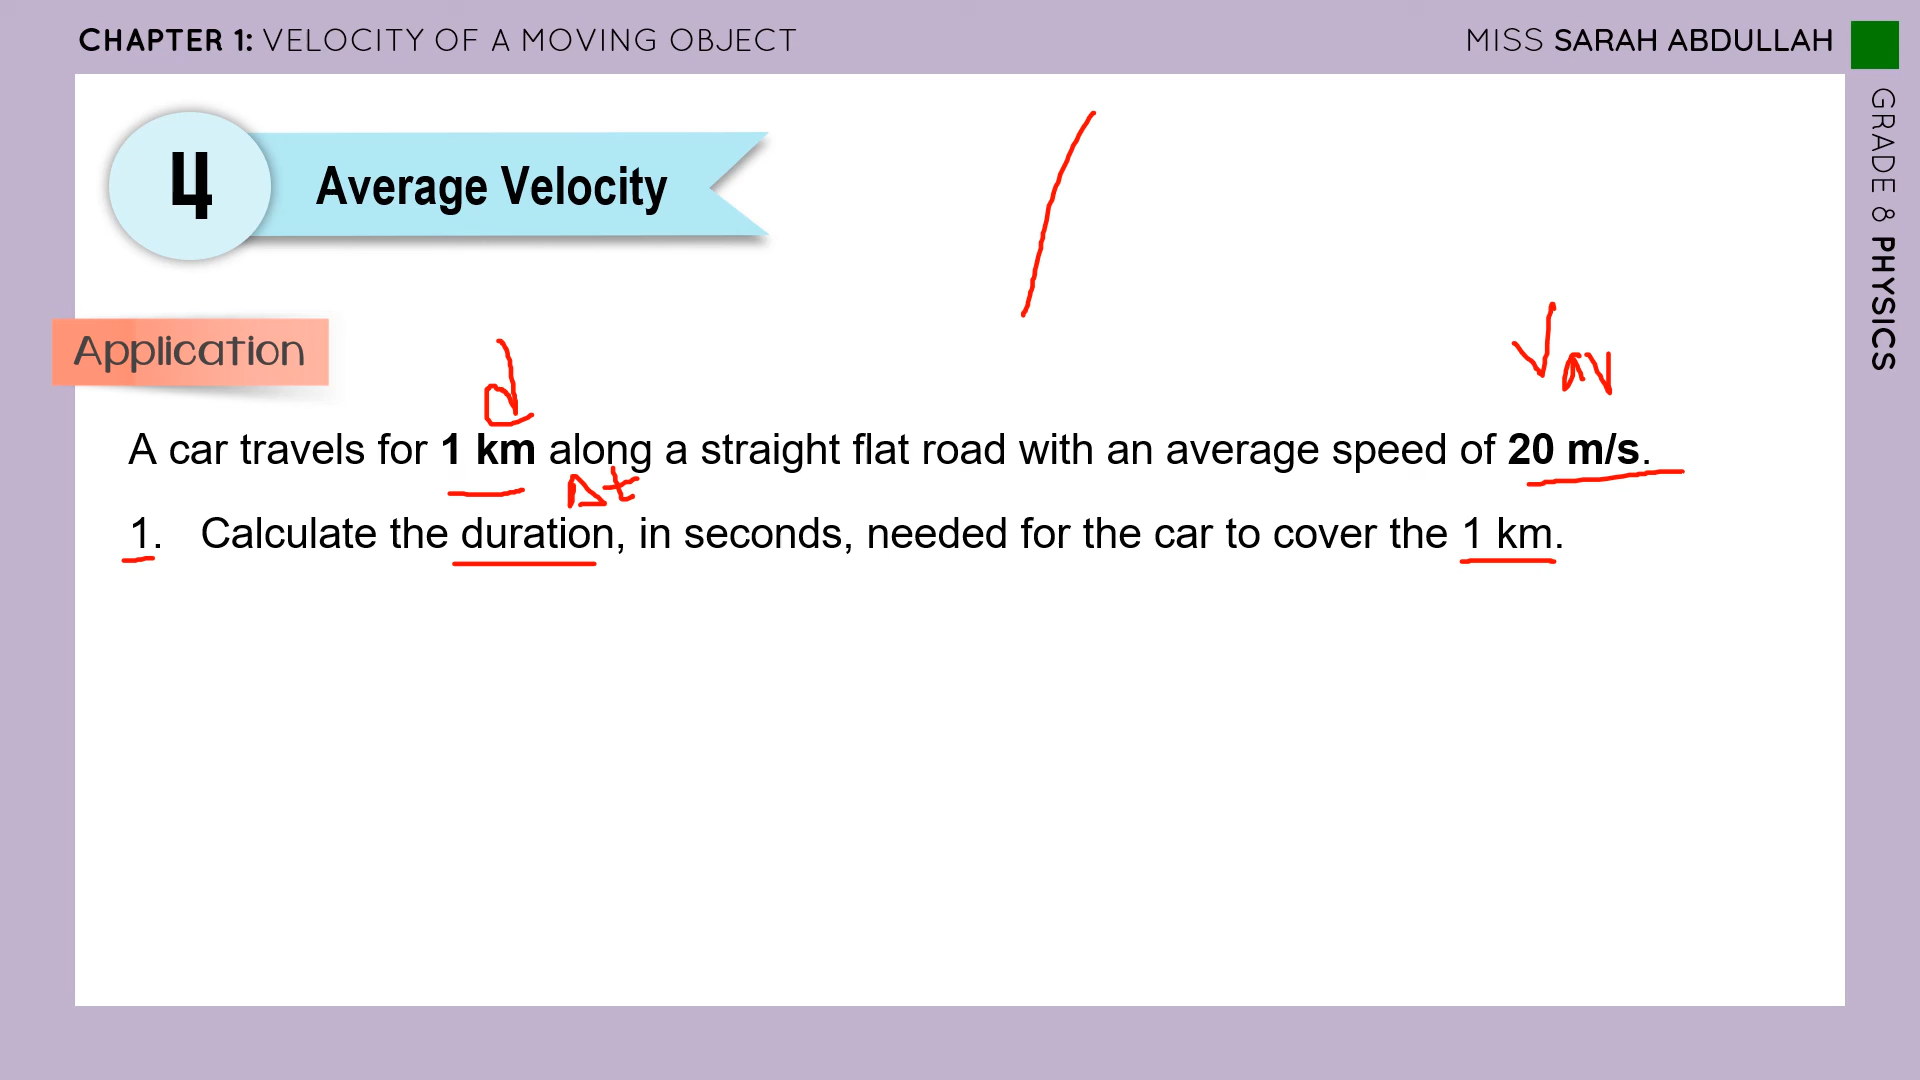 CHAPTER 1: VELOCITY OF A MOVING OBJECT
MISS SARAH ABDULLAH
GRADE 8 PHYSICS
4
Average Velocity
Application
d
Vav
A car travels for 1 km along a straight flat road with an average speed of 20 m/s.
Δt
1. Calculate the duration, in seconds, needed for the car to cover the 1 km.